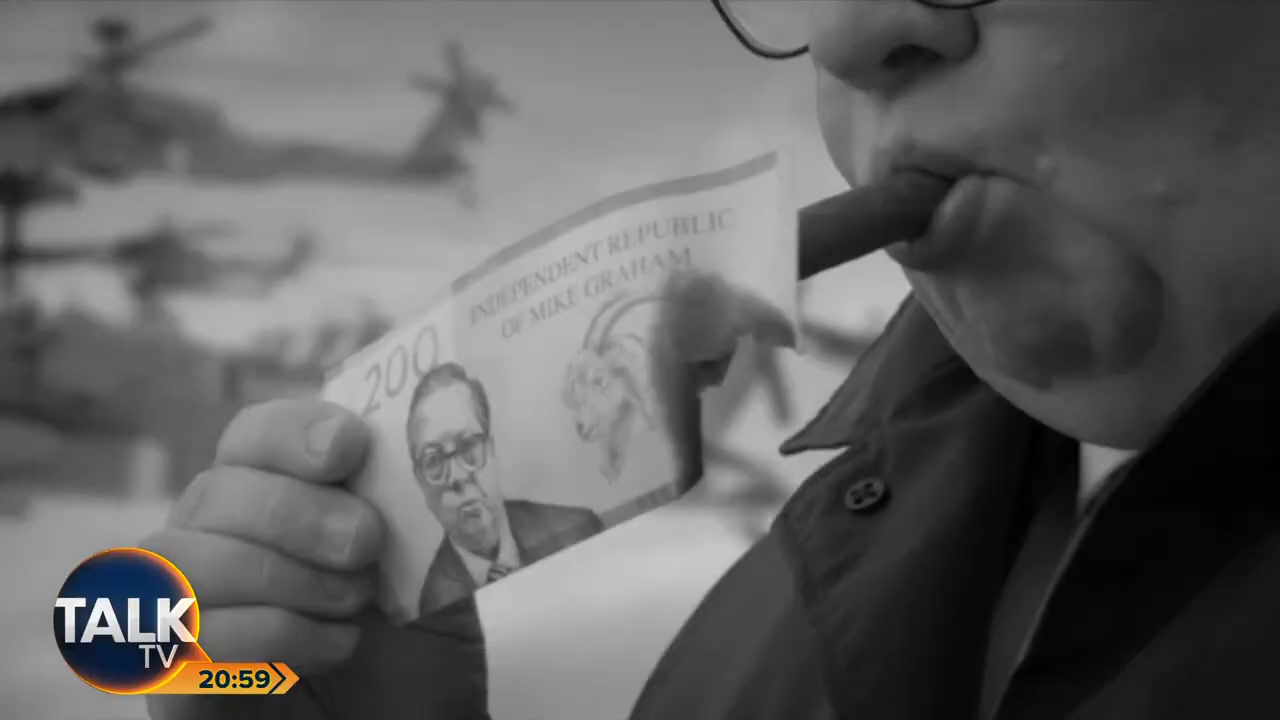 200
INDEPENDENT REPUBLIC
OF MIKE GRAHAM
TALK
TV
20:59